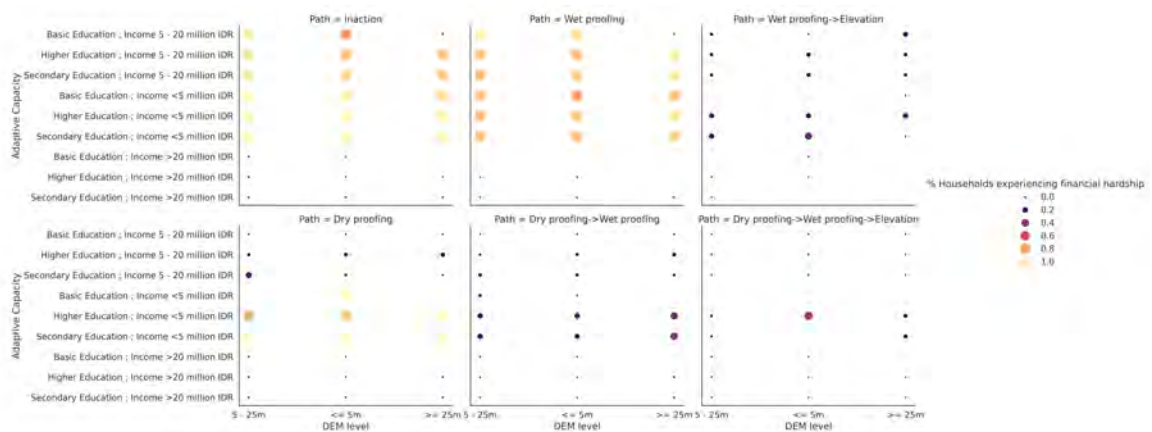 Path = Inaction
Path = Wet proofing
Path = Wet proofing->Elevation
Adaptive Capacity
Basic Education ; Income 5 - 20 million IDR
Higher Education ; Income 5 - 20 million IDR
Secondary Education ; Income 5 - 20 million IDR
Basic Education ; Income <5 million IDR
Higher Education ; Income <5 million IDR
Secondary Education ; Income <5 million IDR
Basic Education ; Income >20 million IDR
Higher Education ; Income >20 million IDR
Secondary Education ; Income >20 million IDR
% Households experiencing financial hardship
0.0
0.2
0.4
0.6
0.8
1.0
Path = Dry proofing
Path = Dry proofing->Wet proofing
Path = Dry proofing->Wet proofing->Elevation
Adaptive Capacity
Basic Education ; Income 5 - 20 million IDR
Higher Education ; Income 5 - 20 million IDR
Secondary Education ; Income 5 - 20 million IDR
Basic Education ; Income <5 million IDR
Higher Education ; Income <5 million IDR
Secondary Education ; Income <5 million IDR
Basic Education ; Income >20 million IDR
Higher Education ; Income >20 million IDR
Secondary Education ; Income >20 million IDR
5 - 25m <= 5m >= 25m 5 - 25m <= 5m >= 25m 5 - 25m <= 5m >= 25m
DEM level DEM level DEM level